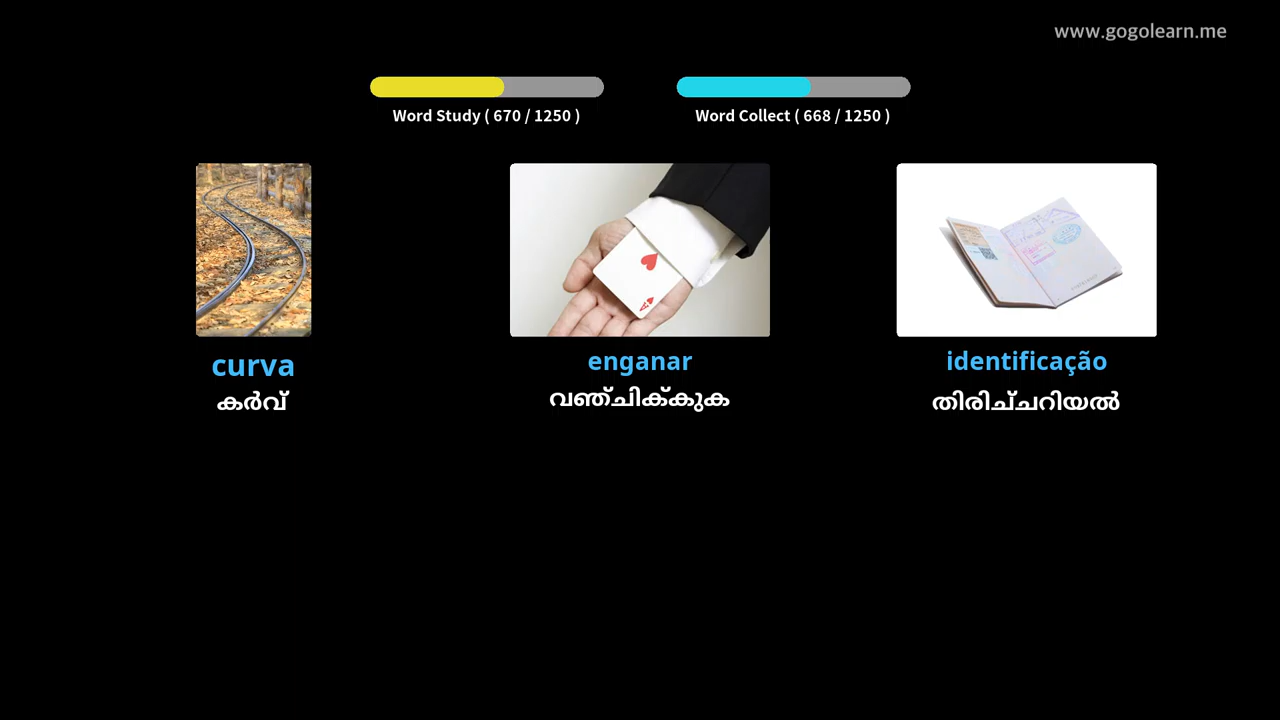 www.gogolearn.me
Word Study ( 670 / 1250 )
Word Collect ( 668 / 1250 )
curva
enganar
identificação
കർവ്
വഞ്ചിക്കുക
തിരിച്ചറിയൽ